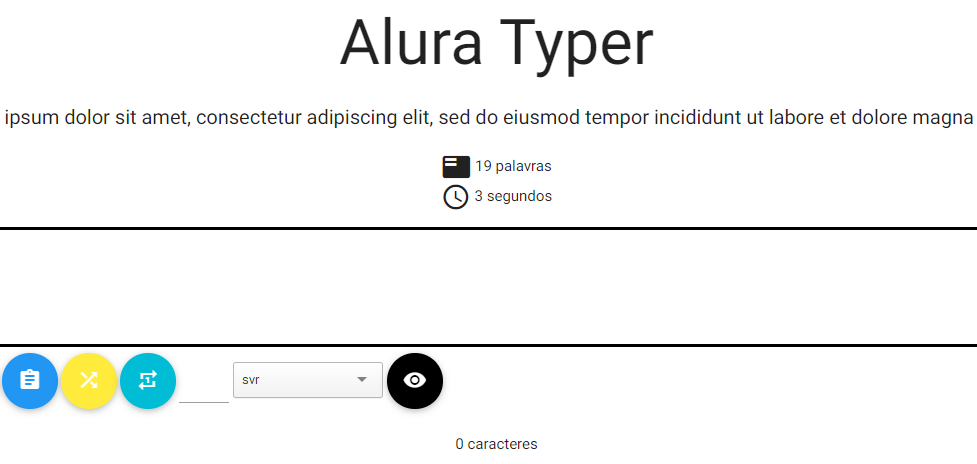 Alura Typer
ipsum dolor sit amet, consectetur adipiscing elit, sed do eiusmod tempor incididunt ut labore et dolore magna
19 palavras
3 segundos
svr
0 caracteres